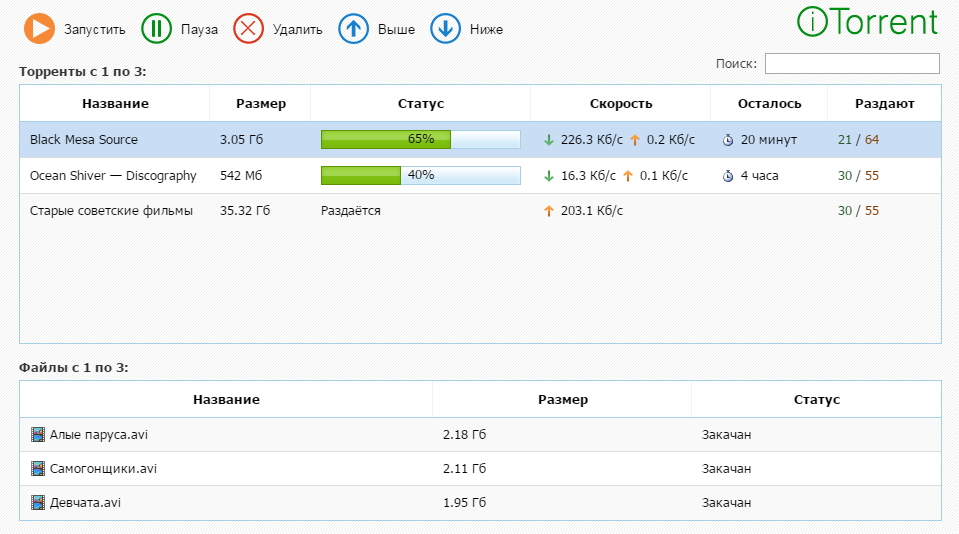 Запустить Пауза Удалить Выше Ниже
iTorrent
Поиск:
Торренты с 1 по 3:
Название Размер Статус Скорость Осталось Раздают
Black Mesa Source 3.05 Гб 65% 226.3 Кб/с 0.2 Кб/с 20 минут 21 / 64
Ocean Shiver — Discography 542 Мб 40% 16.3 Кб/с 0.1 Кб/с 4 часа 30 / 55
Старые советские фильмы 35.32 Гб Раздаётся 203.1 Кб/с 30 / 55
Файлы с 1 по 3:
Название Размер Статус
Алые паруса.avi 2.18 Гб Закачан
Самогонщики.avi 2.11 Гб Закачан
Девчата.avi 1.95 Гб Закачан